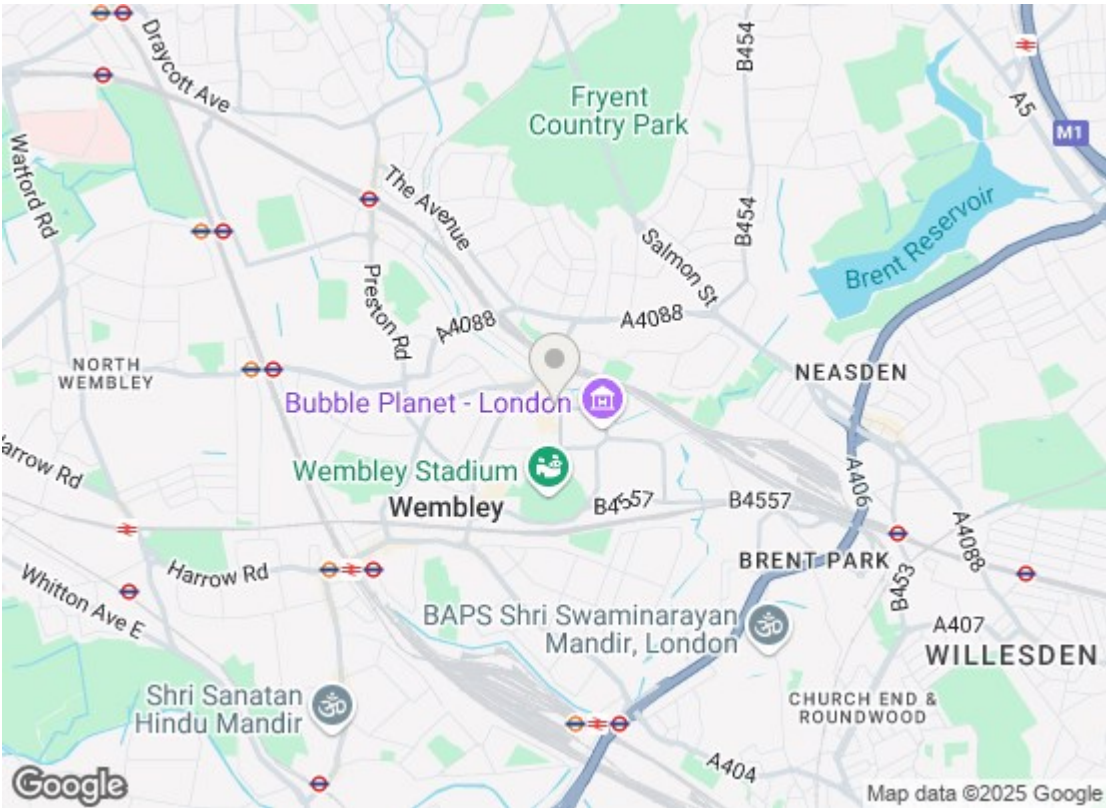 Draycott Ave
B454
Fryent
Country Park
A5
M1
Watford Rd
The Avenue
B454
Brent Reservoir
Salmon St
Preston Rd
A4088
A4088
NORTH
WEMBLEY
NEASDEN
Bubble Planet - London
Harrow Rd
Wembley Stadium
Wembley
B4557
B4557
A406
A4088
Harrow Rd
BRENT PARK
B453
Whitton Ave E
BAPS Shri Swaminarayan
Mandir, London
A407
WILLESDEN
Shri Sanatan
Hindu Mandir
CHURCH END &
ROUNDWOOD
A404
Google
Map data ©2025 Google